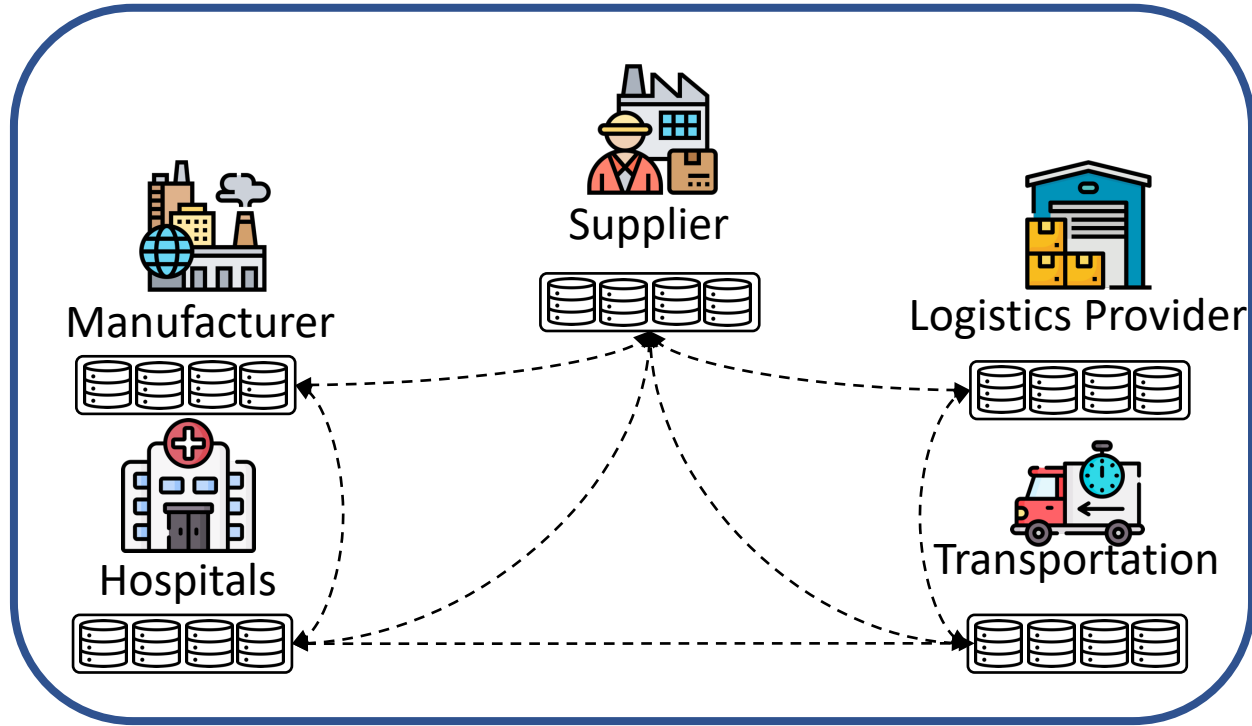 Supplier
Manufacturer
Logistics Provider
Hospitals
Transportation